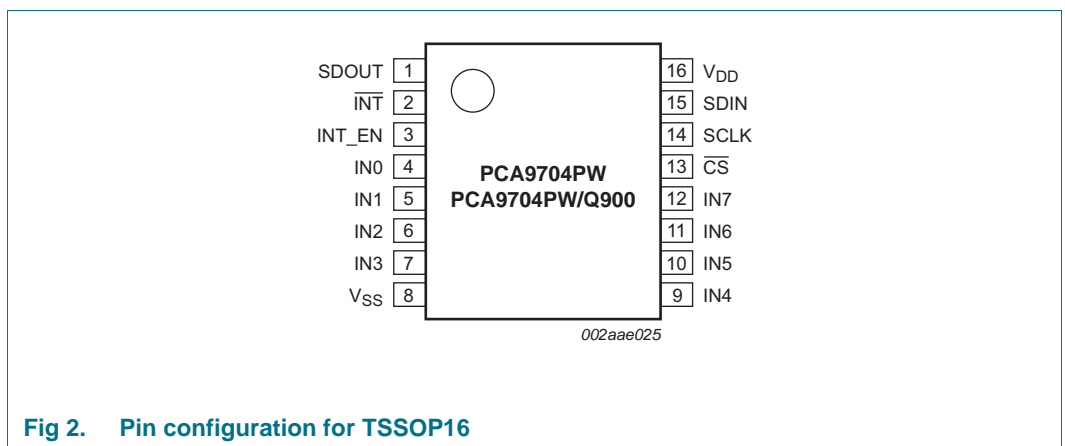 SDOUT 1
INT 2
INT_EN 3
IN0 4
IN1 5
IN2 6
IN3 7
VSS 8
PCA9704PW
PCA9704PW/Q900
16 VDD
15 SDIN
14 SCLK
13 CS
12 IN7
11 IN6
10 IN5
9 IN4
002aae025
Fig 2. Pin configuration for TSSOP16